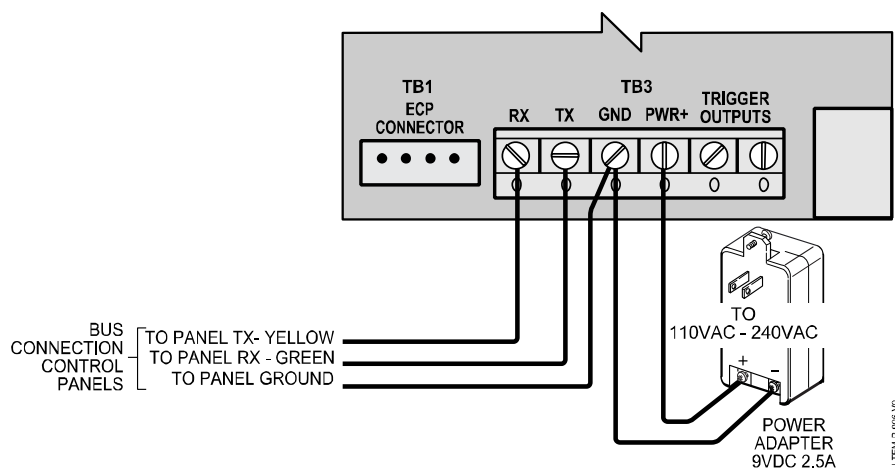 TB1
ECP
CONNECTOR
TB3
RX TX GND PWR+
TRIGGER
OUTPUTS
TO
110VAC - 240VAC
+ –
BUS
CONNECTION
CONTROL
PANELS
TO PANEL TX- YELLOW
TO PANEL RX - GREEN
TO PANEL GROUND
POWER
ADAPTER
9VDC 2.5A